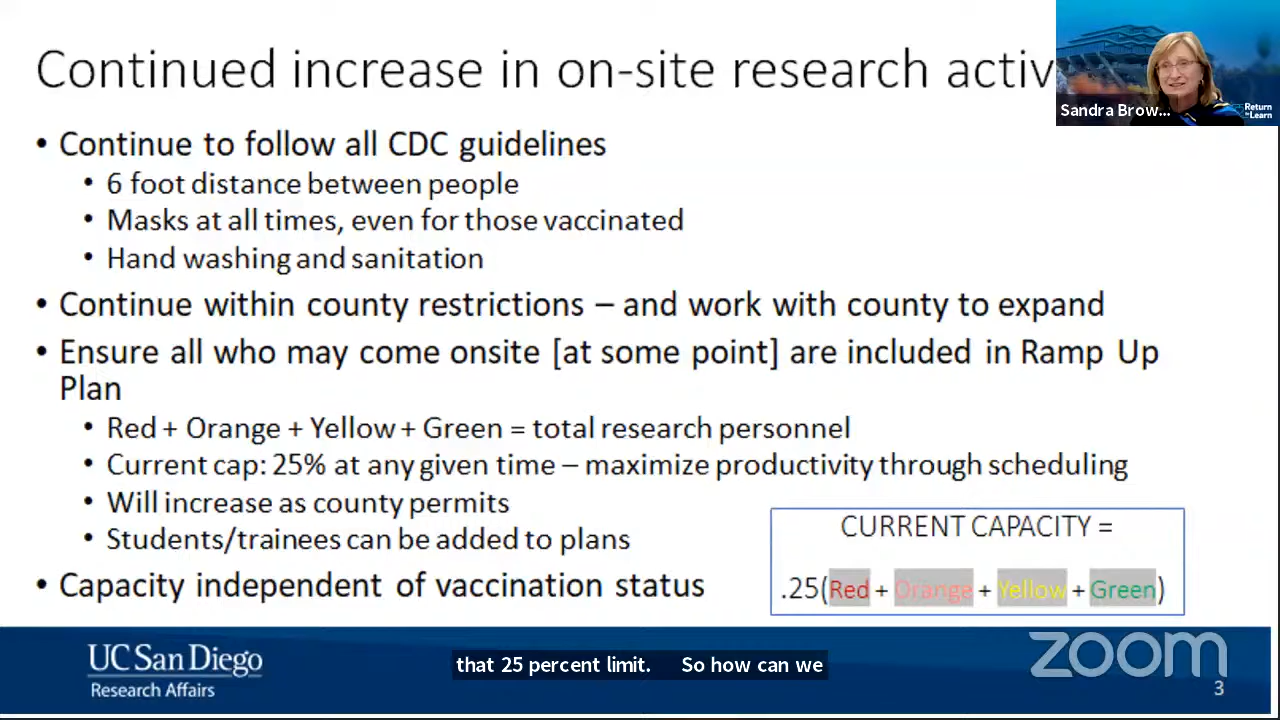 Continued increase in on-site research activ
Sandra Brow...
Return
to Learn
• Continue to follow all CDC guidelines
• 6 foot distance between people
• Masks at all times, even for those vaccinated
• Hand washing and sanitation
• Continue within county restrictions – and work with county to expand
• Ensure all who may come onsite [at some point] are included in Ramp Up
Plan
• Red + Orange + Yellow + Green = total research personnel
• Current cap: 25% at any given time – maximize productivity through scheduling
• Will increase as county permits
• Students/trainees can be added to plans
• Capacity independent of vaccination status
CURRENT CAPACITY =
.25(Red + Orange + Yellow + Green)
UC San Diego
Research Affairs
that 25 percent limit. So how can we
zoom
3